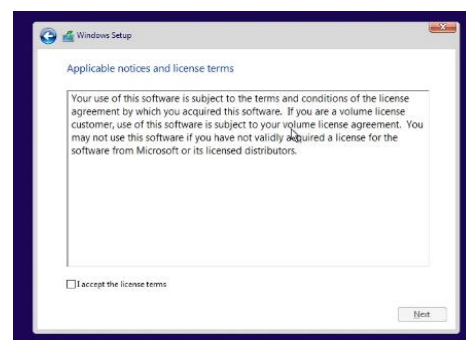 Windows Setup
Applicable notices and license terms
Your use of this software is subject to the terms and conditions of the license
agreement by which you acquired this software. If you are a volume license
customer, use of this software is subject to your volume license agreement. You
may not use this software if you have not validly acquired a license for the
software from Microsoft or its licensed distributors.
I accept the license terms
Next